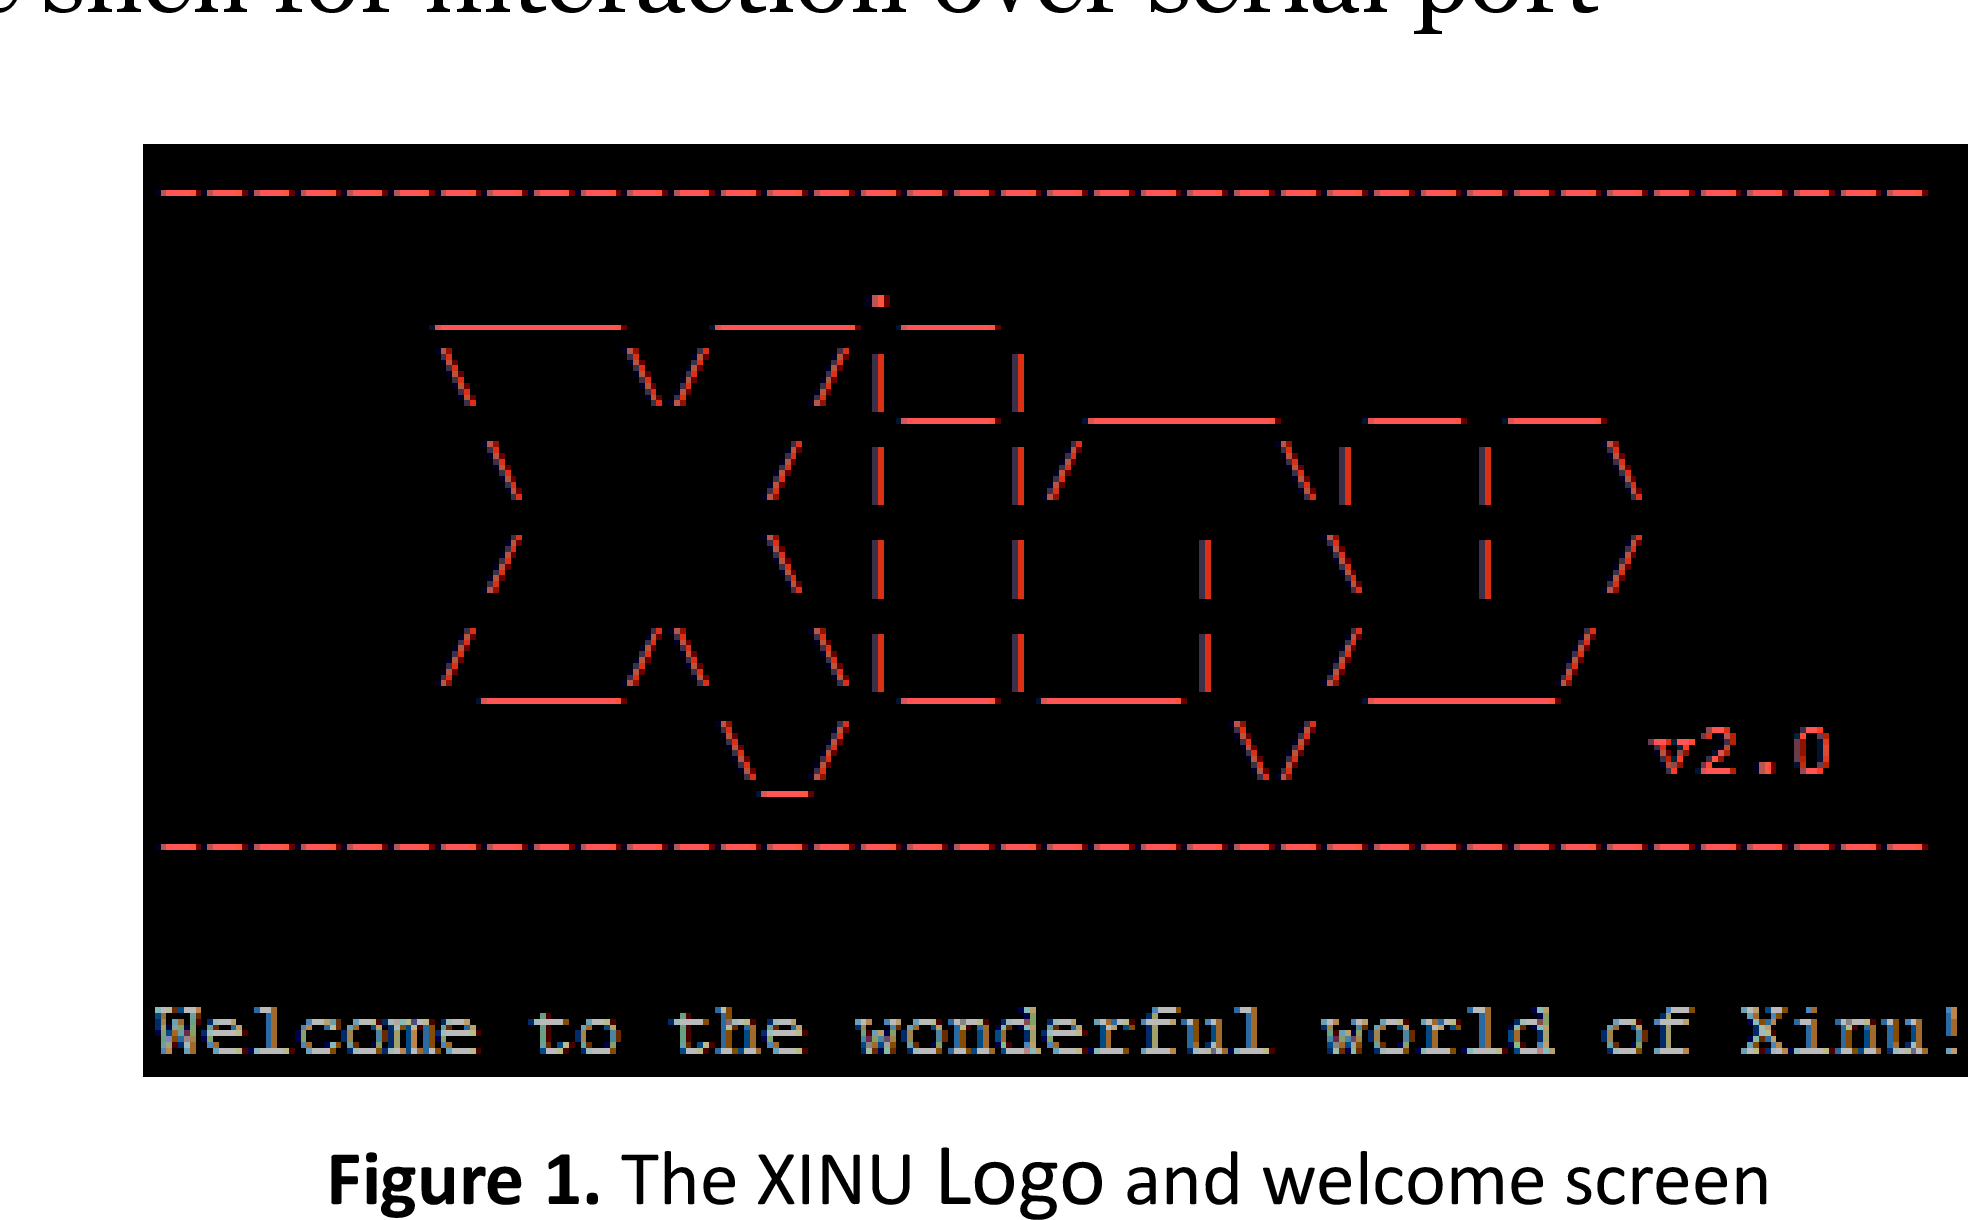 shell for interaction over serial port
Xinu
v2.0
Welcome to the wonderful world of Xinu!
Figure 1. The XINU Logo and welcome screen